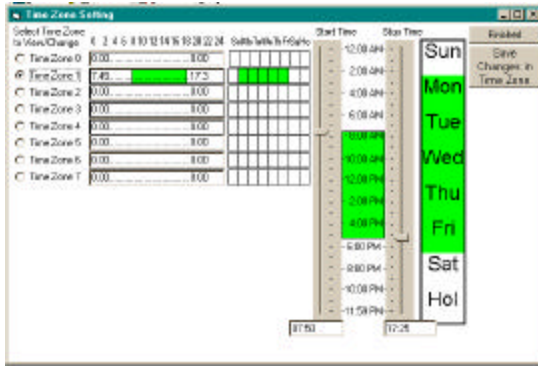 Time Zone Setting
Select Time Zone
to View/Change
0 2 4 6 8 10 12 14 16 18 20 22 24
Start Time
Stop Time
Finished
Save
Changes in
Time Zone
Time Zone 0
0.00
0.00
Time Zone 1
7.45
17.3
Time Zone 2
0.00
0.00
Time Zone 3
0.00
0.00
Time Zone 4
0.00
0.00
Time Zone 5
0.00
0.00
Time Zone 6
0.00
0.00
Time Zone 7
0.00
0.00
12:00 AM
2:00 AM
4:00 AM
6:00 AM
8:00 AM
10:00 AM
12:00 PM
2:00 PM
4:00 PM
6:00 PM
8:00 PM
10:00 PM
11:59 PM
Sun
Mon
Tue
Wed
Thu
Fri
Sat
Hol
17:25